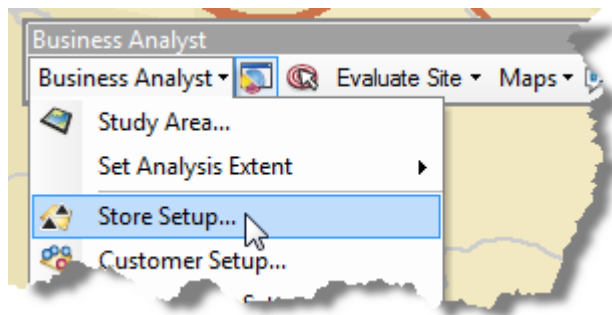 Business Analyst
Business Analyst Evaluate Site Maps
Study Area...
Set Analysis Extent
Store Setup...
Customer Setup...